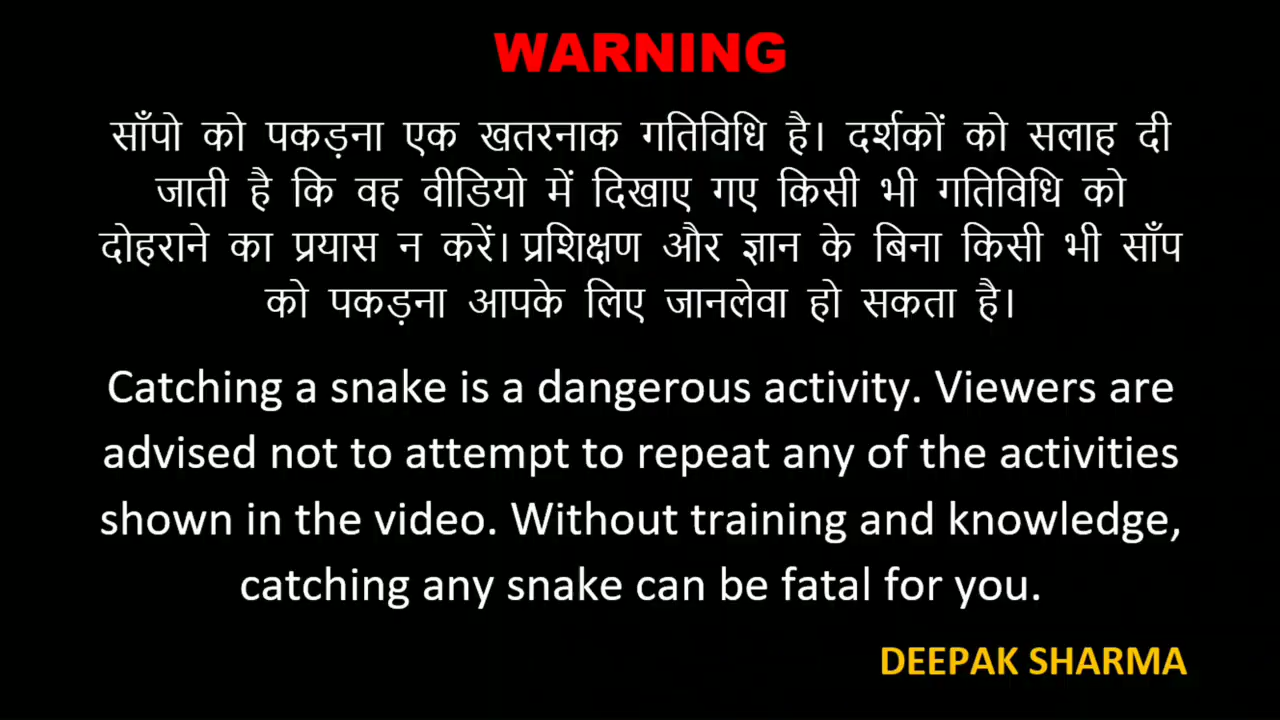 WARNING
साँपो को पकड़ना एक खतरनाक गतिविधि है। दर्शकों को सलाह दी
जाती है कि वह वीडियो में दिखाए गए किसी भी गतिविधि को
दोहराने का प्रयास न करें। प्रशिक्षण और ज्ञान के बिना किसी भी साँप
को पकड़ना आपके लिए जानलेवा हो सकता है।
Catching a snake is a dangerous activity. Viewers are
advised not to attempt to repeat any of the activities
shown in the video. Without training and knowledge,
catching any snake can be fatal for you.
DEEPAK SHARMA